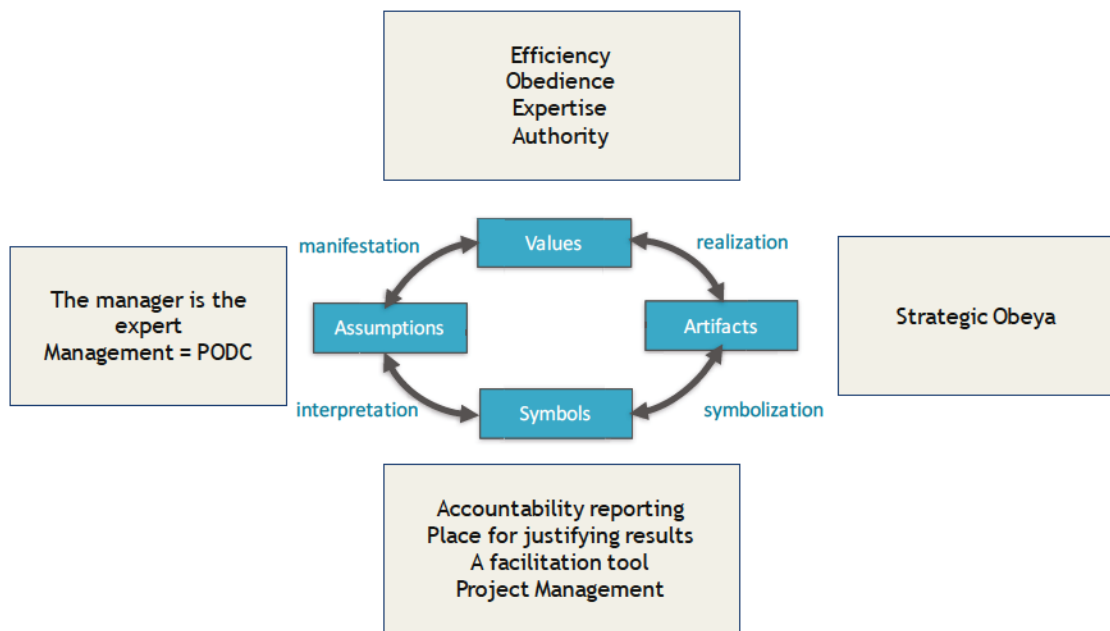 Efficiency
Obedience
Expertise
Authority
manifestation
Values
realization
The manager is the
expert
Management = PODC
Assumptions
Artifacts
Strategic Obeya
interpretation
Symbols
symbolization
Accountability reporting
Place for justifying results
A facilitation tool
Project Management